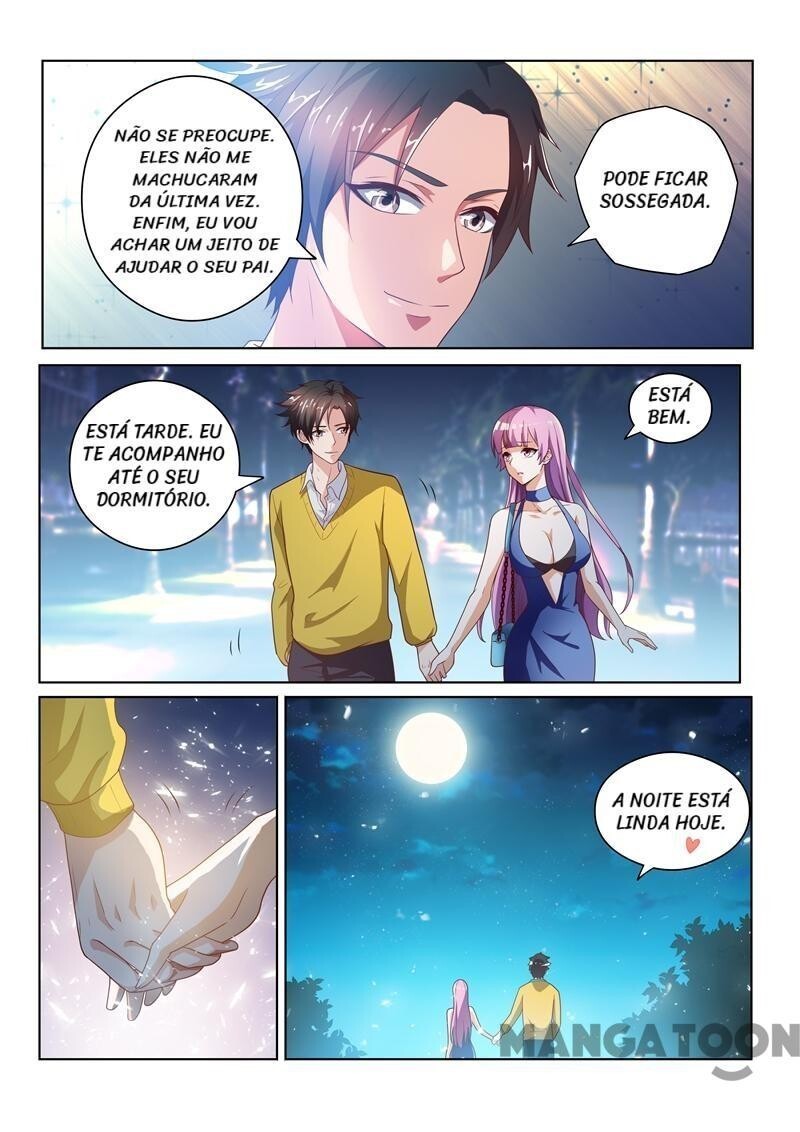 NÃO SE PREOCUPE.
ELES NÃO ME
MACHUCARAM
DA ÚLTIMA VEZ.
ENFIM, EU VOU
ACHAR UM JEITO DE
AJUDAR O SEU PAI.
PODE FICAR
SOSSEGADA.
ESTÁ TARDE. EU
TE ACOMPANHO
ATÉ O SEU
DORMITÓRIO.
ESTÁ
BEM.
A NOITE ESTÁ
LINDA HOJE.
MANGATOON